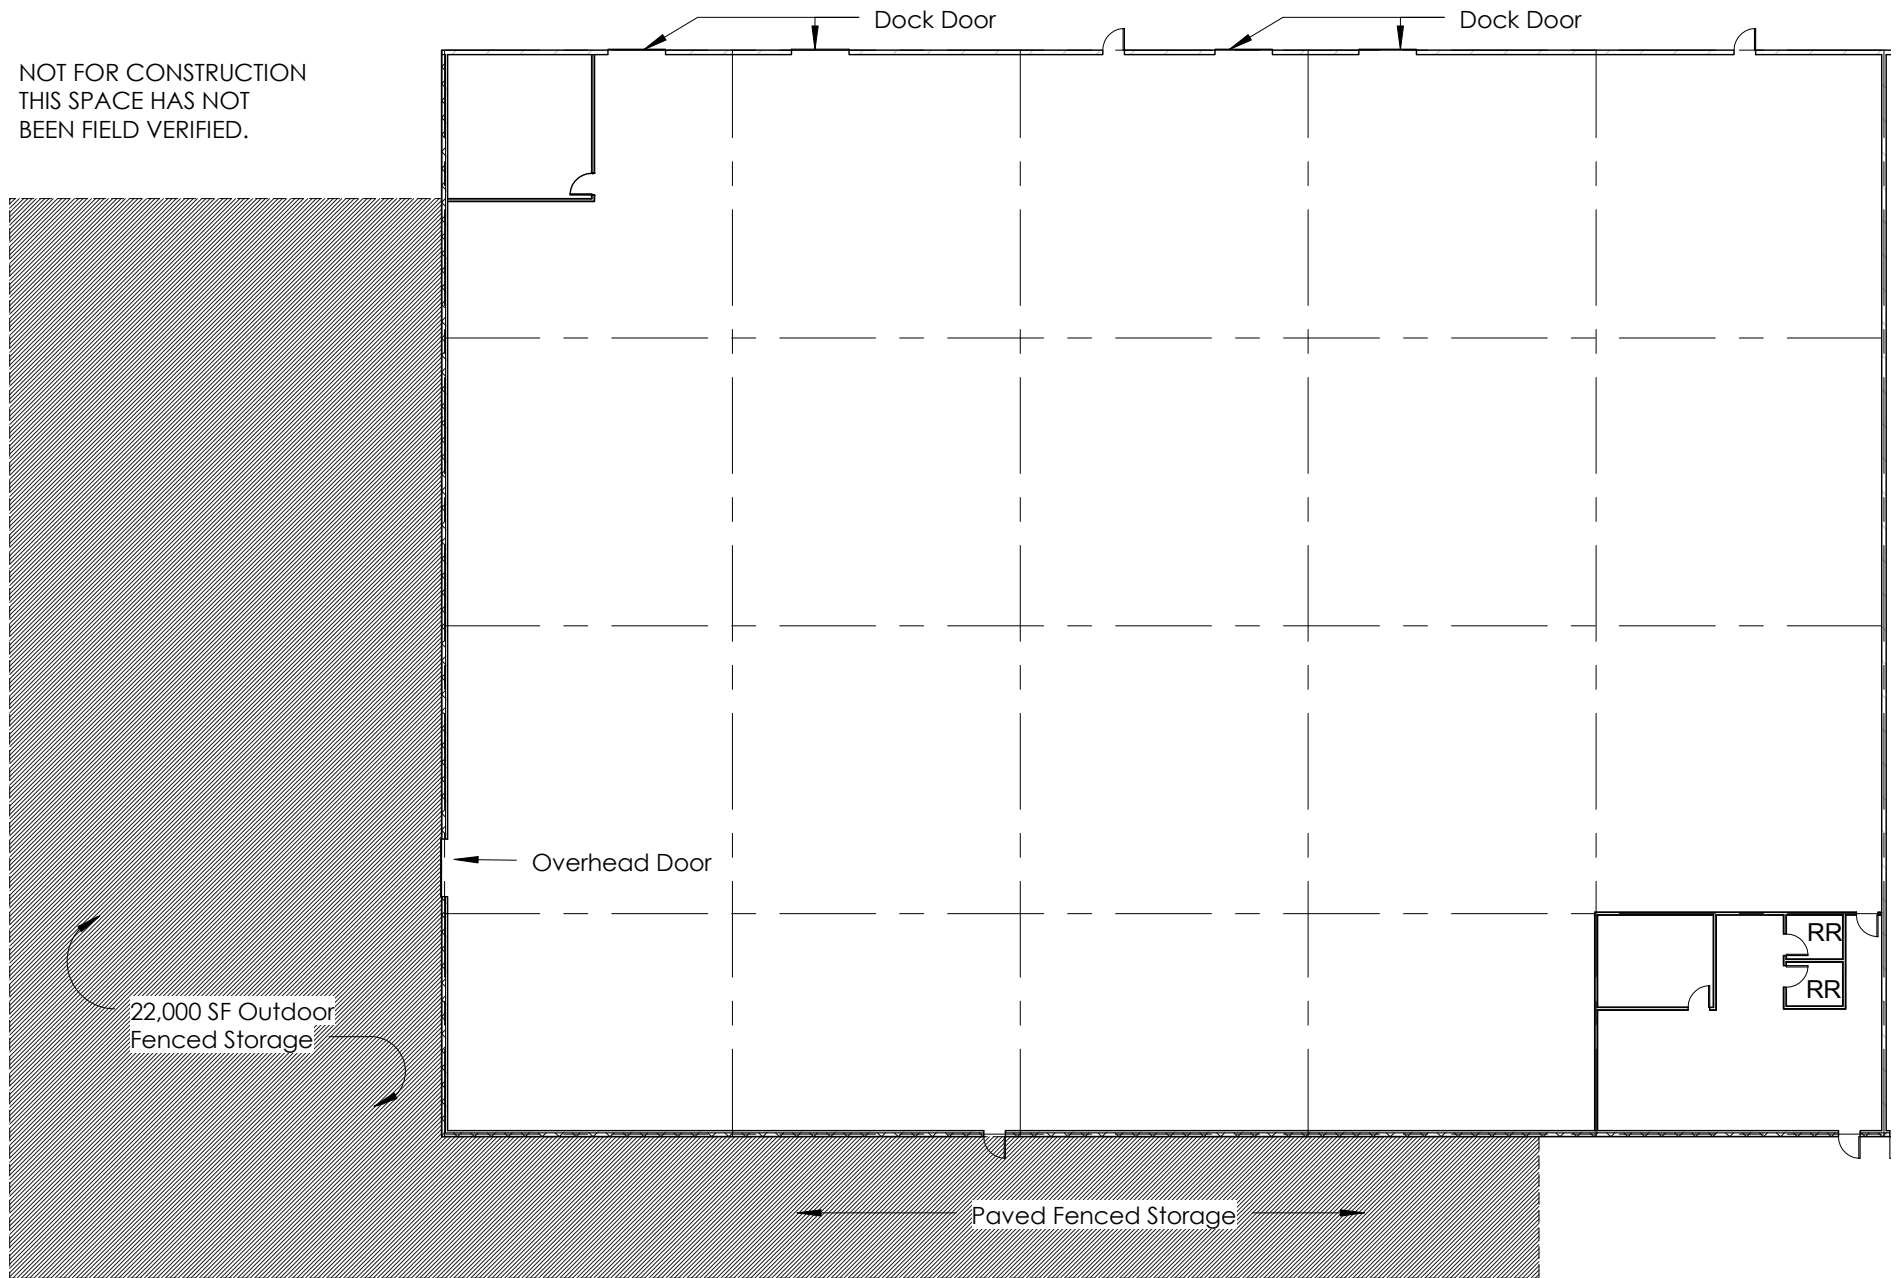 Dock Door
Dock Door
NOT FOR CONSTRUCTION
THIS SPACE HAS NOT
BEEN FIELD VERIFIED.
Overhead Door
RR
RR
22,000 SF Outdoor
Fenced Storage
Paved Fenced Storage